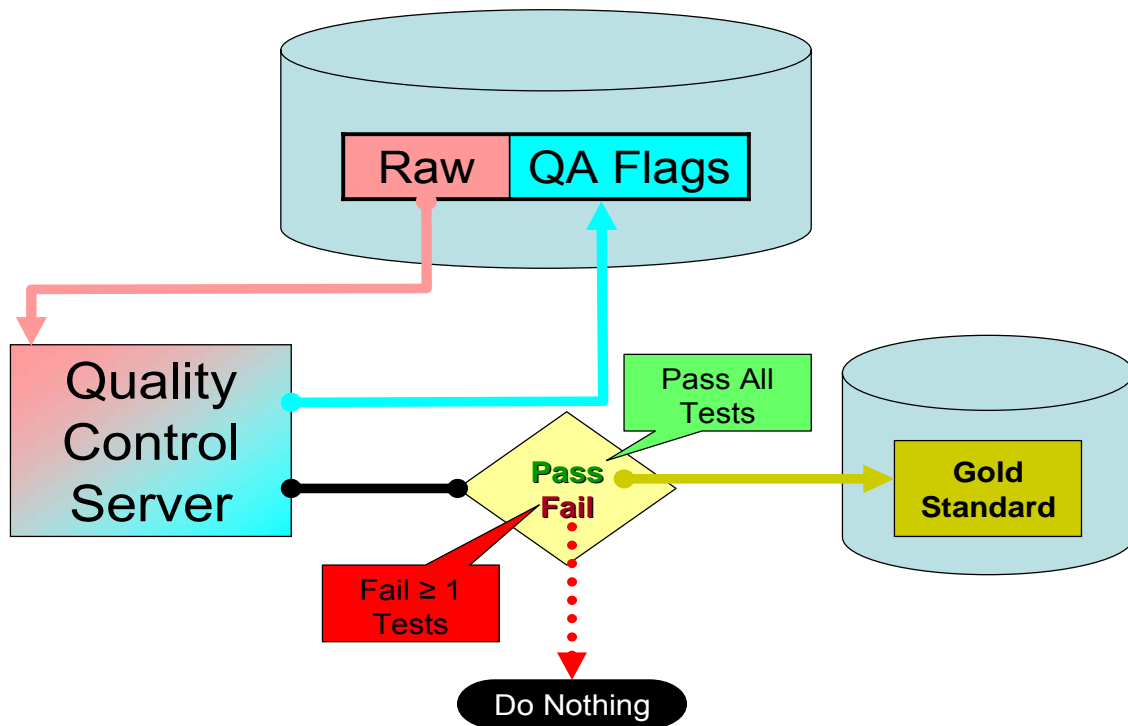 Raw
QA Flags
Quality
Control
Server
Pass All
Tests
Pass
Fail
Gold
Standard
Fail ≥ 1
Tests
Do Nothing